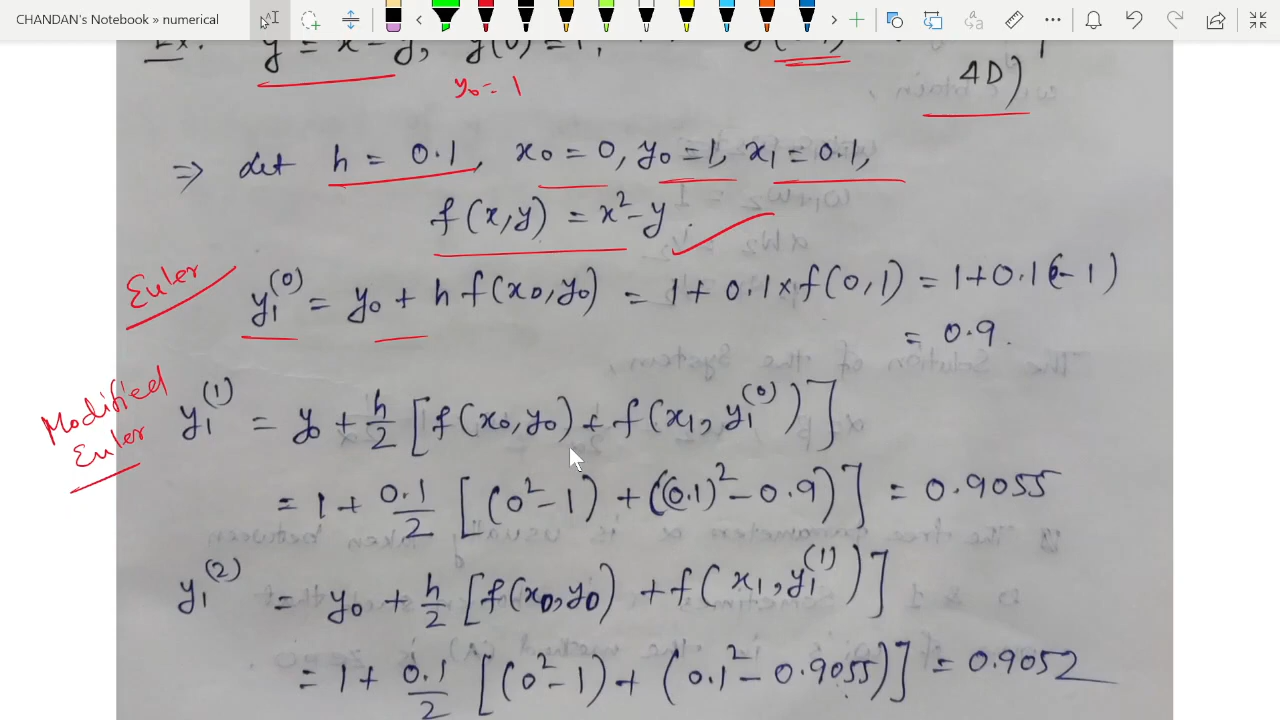 CHANDAN's Notebook » numerical
Ex. y = x - y, y(0) = 1,
y₀ = 1
4D)
⇒ Let h = 0.1, x₀ = 0, y₀ = 1, x₁ = 0.1,
f(x,y) = x² - y.
Euler
y₁⁽⁰⁾ = y₀ + h f(x₀,y₀) = 1 + 0.1 × f(0,1) = 1 + 0.1(-1)
= 0.9.
Modified
Euler
y₁⁽¹⁾ = y₀ + h/2 [f(x₀,y₀) + f(x₁, y₁⁽⁰⁾)]
= 1 + 0.1/2 [(0² - 1) + ((0.1)² - 0.9)] = 0.9055
y₁⁽²⁾ = y₀ + h/2 [f(x₀,y₀) + f(x₁, y₁⁽¹⁾)]
= 1 + 0.1/2 [(0² - 1) + (0.1² - 0.9055)] = 0.9052